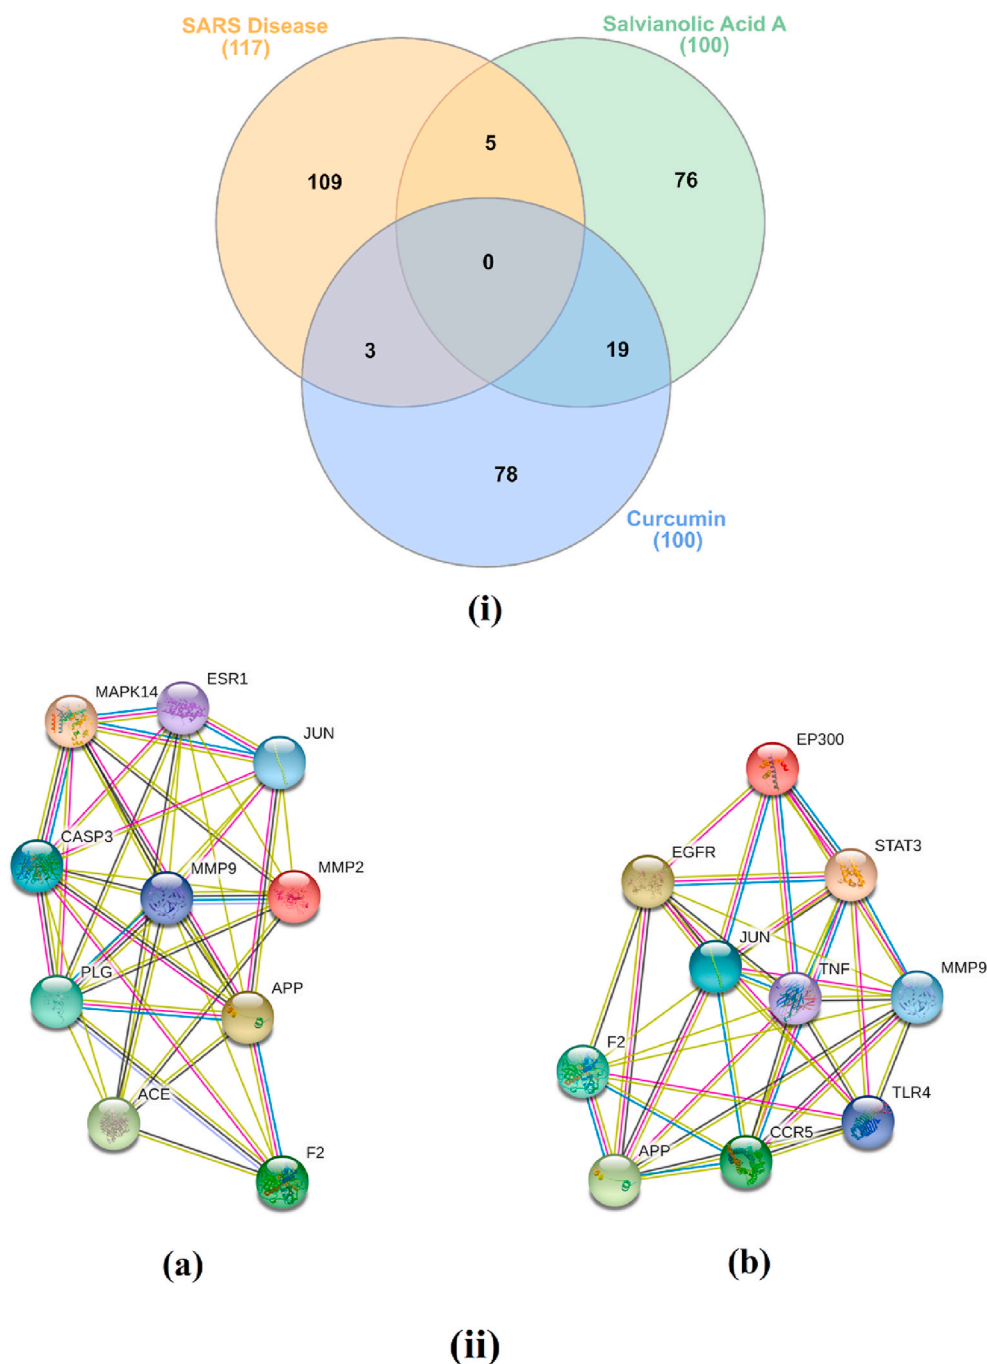 SARS Disease
(117)
Salvianolic Acid A
(100)
5
109
76
0
3
19
78
Curcumin
(100)
(i)
MAPK14
ESR1
JUN
CASP3
MMP9
MMP2
PLG
APP
ACE
F2
(a)
EP300
EGFR
STAT3
JUN
TNF
MMP9
F2
TLR4
CCR5
APP
(b)
(ii)